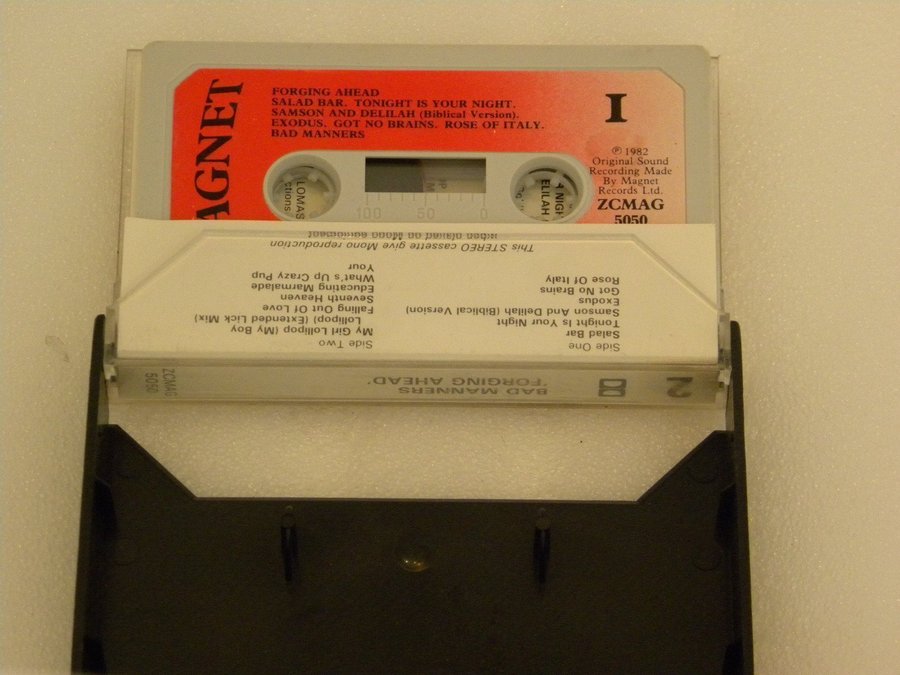 AGNET
FORGING AHEAD
SALAD BAR. TONIGHT IS YOUR NIGHT.
SAMSON AND DELILAH (Biblical Version).
EXODUS. GOT NO BRAINS. ROSE OF ITALY.
BAD MANNERS
I
℗ 1982
Original Sound
Recording Made
By Magnet
Records Ltd.
ZCMAG
5050
100 50 0
LOMAS
ctions
A NIGH
ELILAH
Side One
Salad Bar
Tonight Is Your Night
Samson And Delilah (Biblical Version)
Exodus
Got No Brains
Rose Of Italy
Side Two
My Girl Lollipop (My Boy
Lollipop) (Extended Lick Mix)
Falling Out Of Love
Seventh Heaven
Educating Marmalade
What's Up Crazy Pup
Your
This STEREO cassette give Mono reproduction
when played on Mono equipment
2
BAD MANNERS
'FORGING AHEAD'
ZCMAG
5050